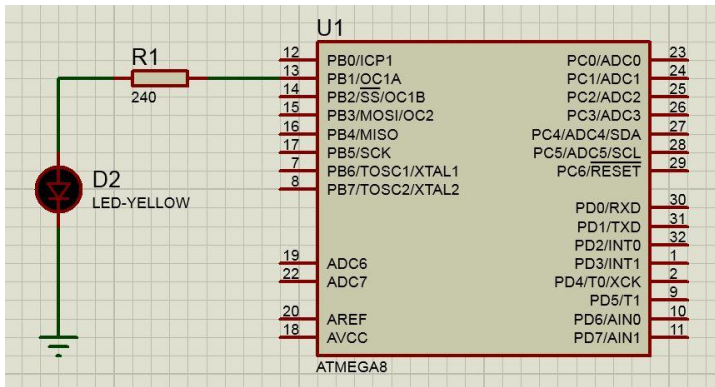 U1
R1
240
D2
LED-YELLOW
12 PB0/ICP1
13 PB1/OC1A
14 PB2/SS/OC1B
15 PB3/MOSI/OC2
16 PB4/MISO
17 PB5/SCK
7 PB6/TOSC1/XTAL1
8 PB7/TOSC2/XTAL2
19 ADC6
22 ADC7
20 AREF
18 AVCC
PC0/ADC0 23
PC1/ADC1 24
PC2/ADC2 25
PC3/ADC3 26
PC4/ADC4/SDA 27
PC5/ADC5/SCL 28
PC6/RESET 29
PD0/RXD 30
PD1/TXD 31
PD2/INT0 32
PD3/INT1 1
PD4/T0/XCK 2
PD5/T1 9
PD6/AIN0 10
PD7/AIN1 11
ATMEGA8